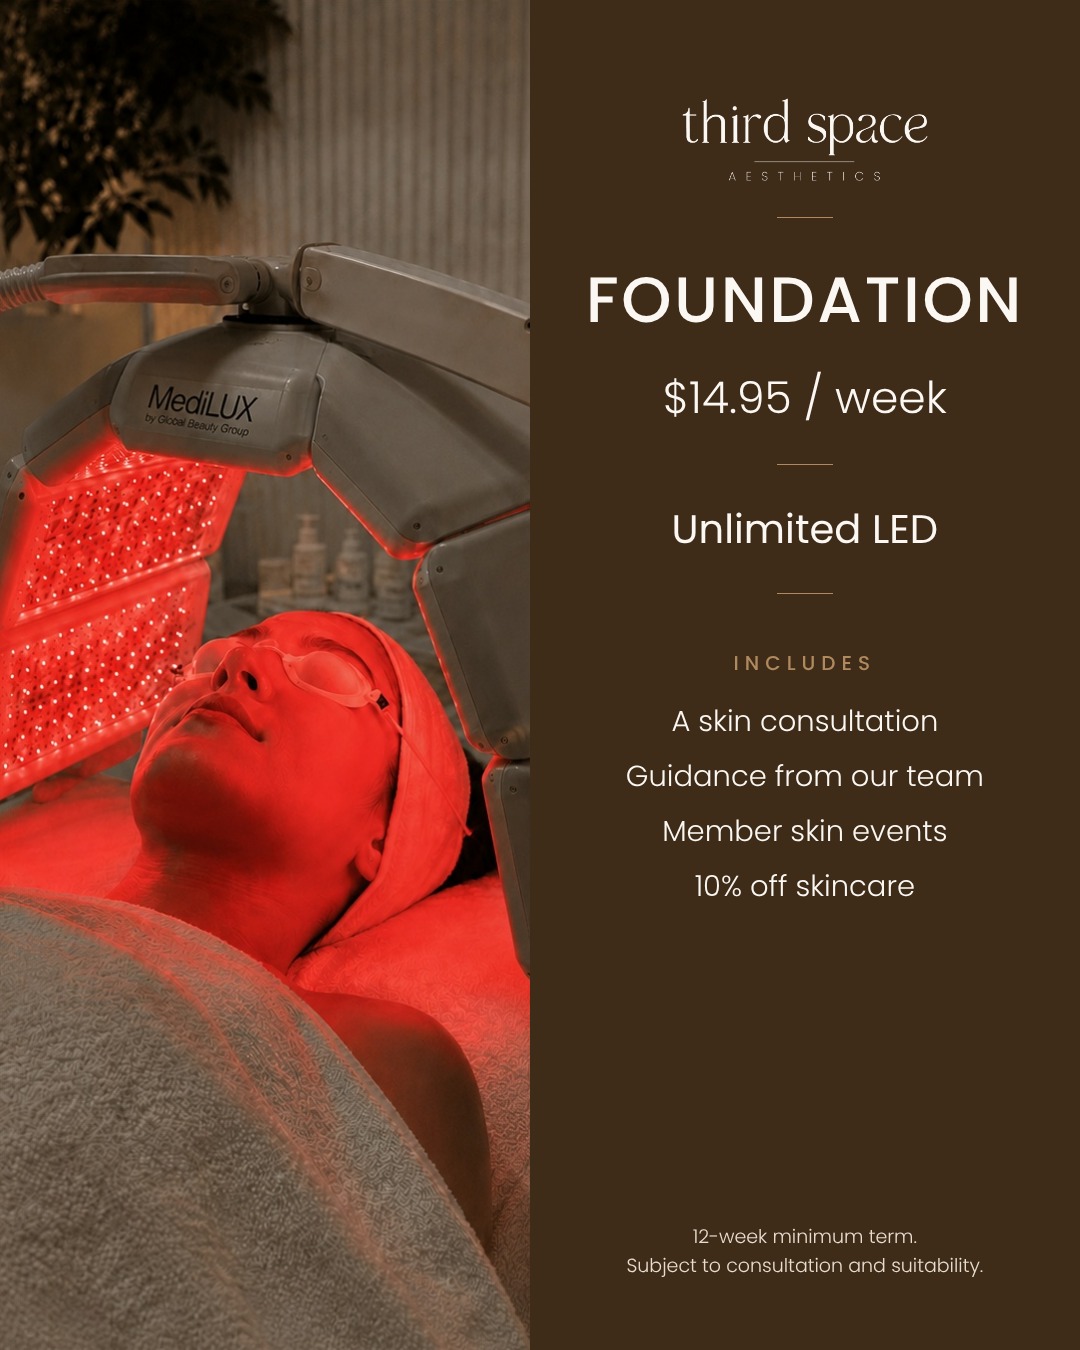 third space
AESTHETICS
FOUNDATION
$14.95 / week
Unlimited LED
INCLUDES
A skin consultation
Guidance from our team
Member skin events
10% off skincare
12-week minimum term.
Subject to consultation and suitability.
MediLUX
by Global Beauty Group